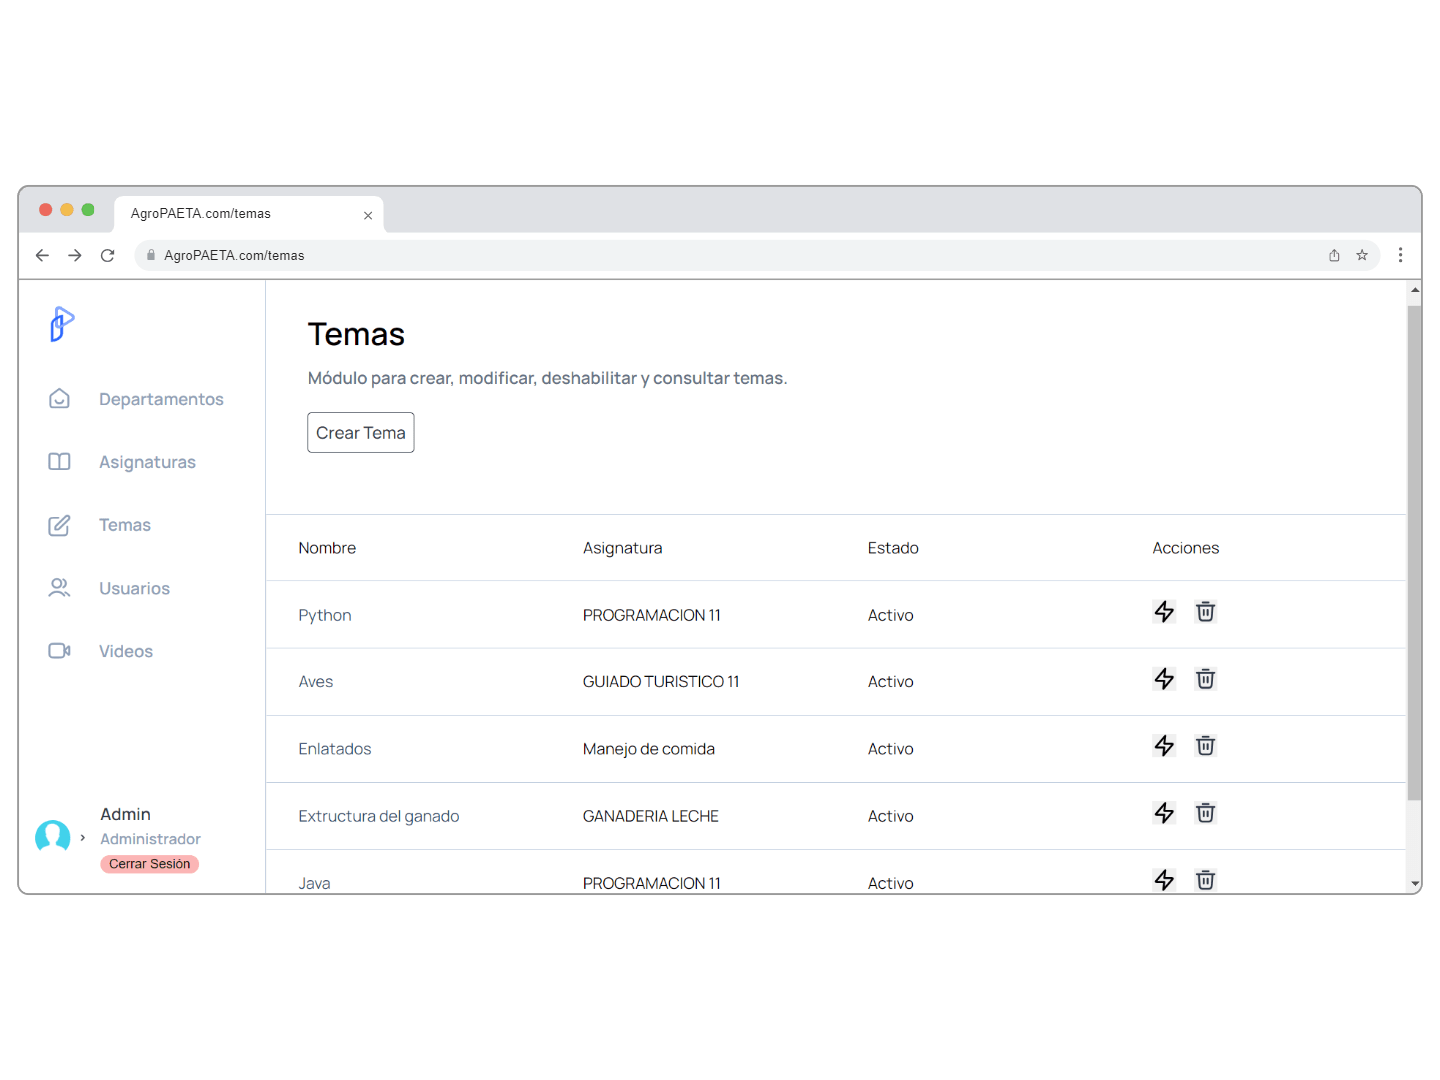 AgroPAETA.com/temas
AgroPAETA.com/temas
Departamentos
Asignaturas
Temas
Usuarios
Videos
Admin
Administrador
Cerrar Sesión
Temas
Módulo para crear, modificar, deshabilitar y consultar temas.
Crear Tema
Nombre Asignatura Estado Acciones
Python PROGRAMACION 11 Activo
Aves GUIADO TURISTICO 11 Activo
Enlatados Manejo de comida Activo
Extructura del ganado GANADERIA LECHE Activo
Java PROGRAMACION 11 Activo